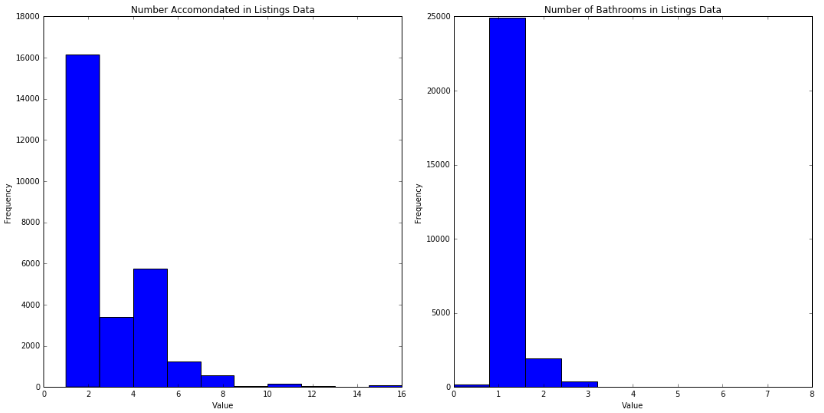 Number Accomondated in Listings Data
18000
16000
14000
12000
10000
8000
6000
4000
2000
0
Frequency
0 2 4 6 8 10 12 14 16
Value
Number of Bathrooms in Listings Data
25000
20000
15000
10000
5000
0
Frequency
0 1 2 3 4 5 6 7 8
Value